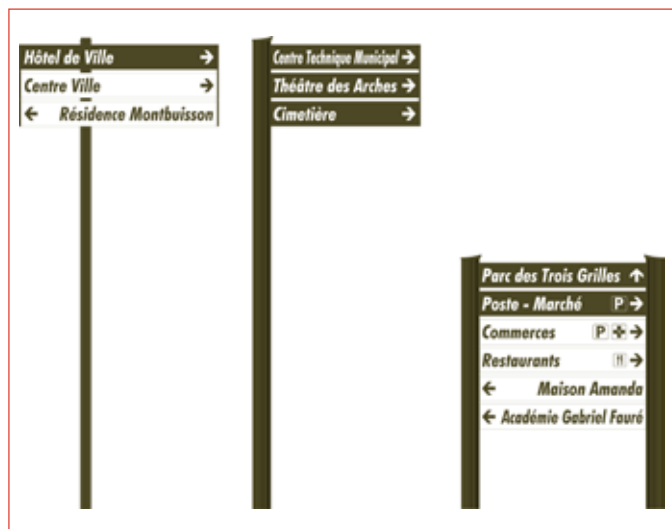 Hôtel de Ville →
Centre Ville →
← Résidence Montbuisson
Centre Technique Municipal →
Théâtre des Arches →
Cimetière →
Parc des Trois Grilles ↑
Poste - Marché P →
Commerces P →
Restaurants →
← Maison Amanda
← Académie Gabriel Fauré